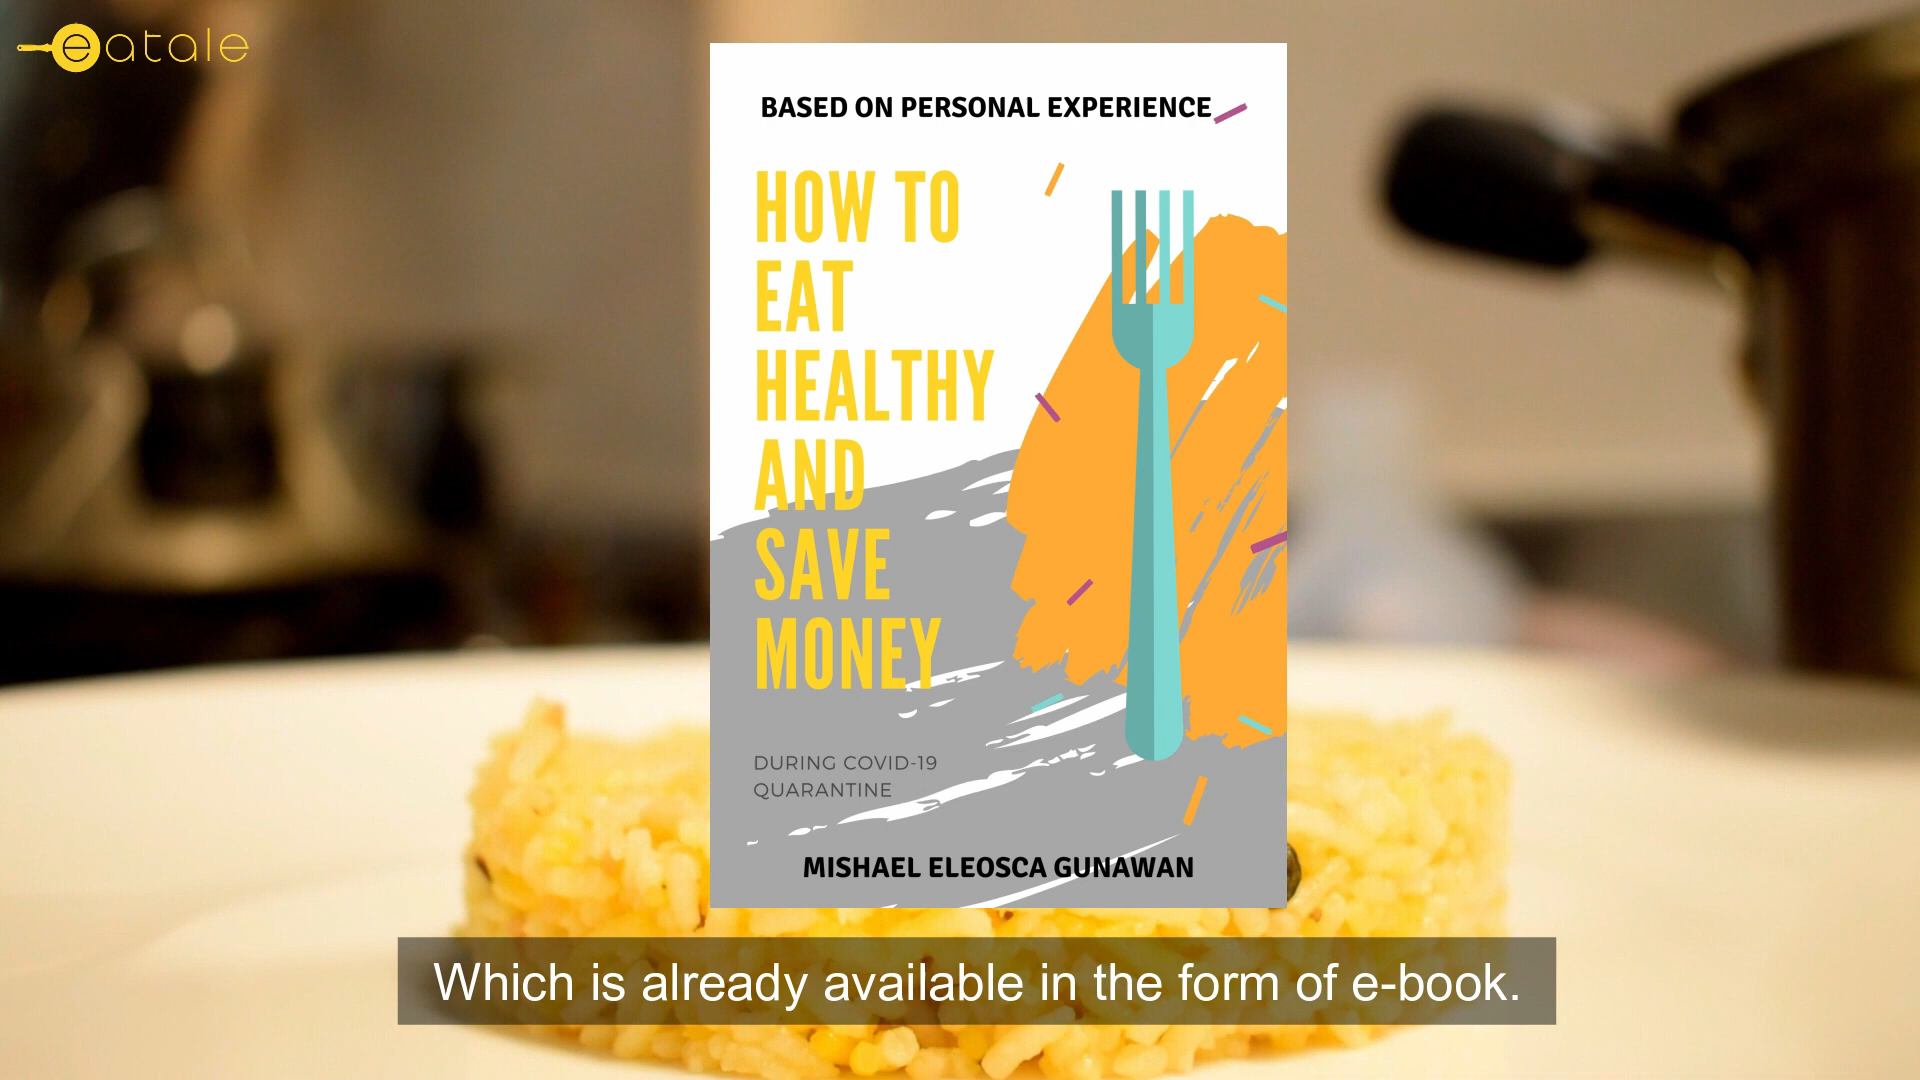 eatale
BASED ON PERSONAL EXPERIENCE
HOW TO
EAT
HEALTHY
AND
SAVE
MONEY
DURING COVID-19
QUARANTINE
MISHAEL ELEOSCA GUNAWAN
Which is already available in the form of e-book.